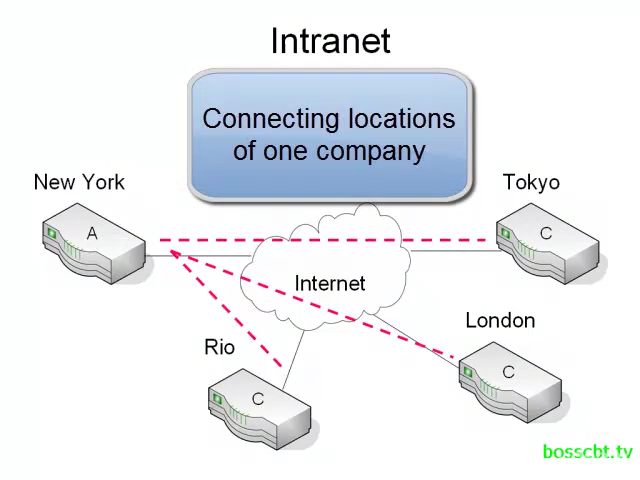 Intranet
Connecting locations
of one company
New York
Tokyo
A
C
Internet
London
Rio
C
C
bosscbt.tv